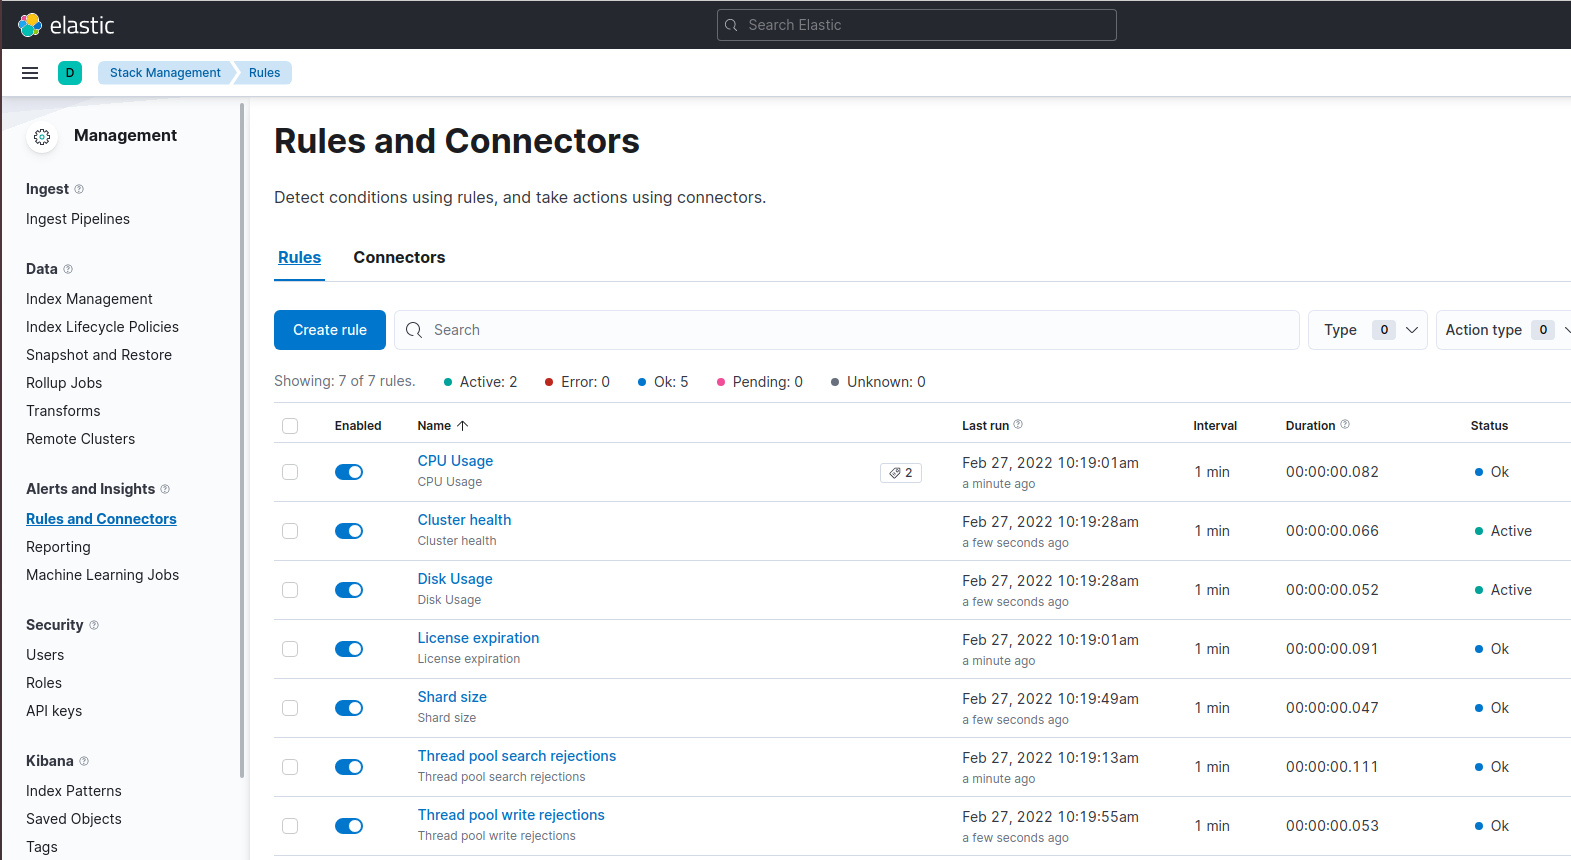 elastic
Search Elastic
D
Stack Management
Rules
Management
Ingest
Ingest Pipelines
Data
Index Management
Index Lifecycle Policies
Snapshot and Restore
Rollup Jobs
Transforms
Remote Clusters
Alerts and Insights
Rules and Connectors
Reporting
Machine Learning Jobs
Security
Users
Roles
API keys
Kibana
Index Patterns
Saved Objects
Tags
Rules and Connectors
Detect conditions using rules, and take actions using connectors.
Rules Connectors
Create rule Search Type 0 Action type 0
Showing: 7 of 7 rules. Active: 2 Error: 0 Ok: 5 Pending: 0 Unknown: 0
Enabled Name Last run Interval Duration Status
CPU Usage
CPU Usage
2
Feb 27, 2022 10:19:01am
a minute ago
1 min 00:00:00.082 Ok
Cluster health
Cluster health
Feb 27, 2022 10:19:28am
a few seconds ago
1 min 00:00:00.066 Active
Disk Usage
Disk Usage
Feb 27, 2022 10:19:28am
a few seconds ago
1 min 00:00:00.052 Active
License expiration
License expiration
Feb 27, 2022 10:19:01am
a minute ago
1 min 00:00:00.091 Ok
Shard size
Shard size
Feb 27, 2022 10:19:49am
a few seconds ago
1 min 00:00:00.047 Ok
Thread pool search rejections
Thread pool search rejections
Feb 27, 2022 10:19:13am
a minute ago
1 min 00:00:00.111 Ok
Thread pool write rejections
Thread pool write rejections
Feb 27, 2022 10:19:55am
a few seconds ago
1 min 00:00:00.053 Ok